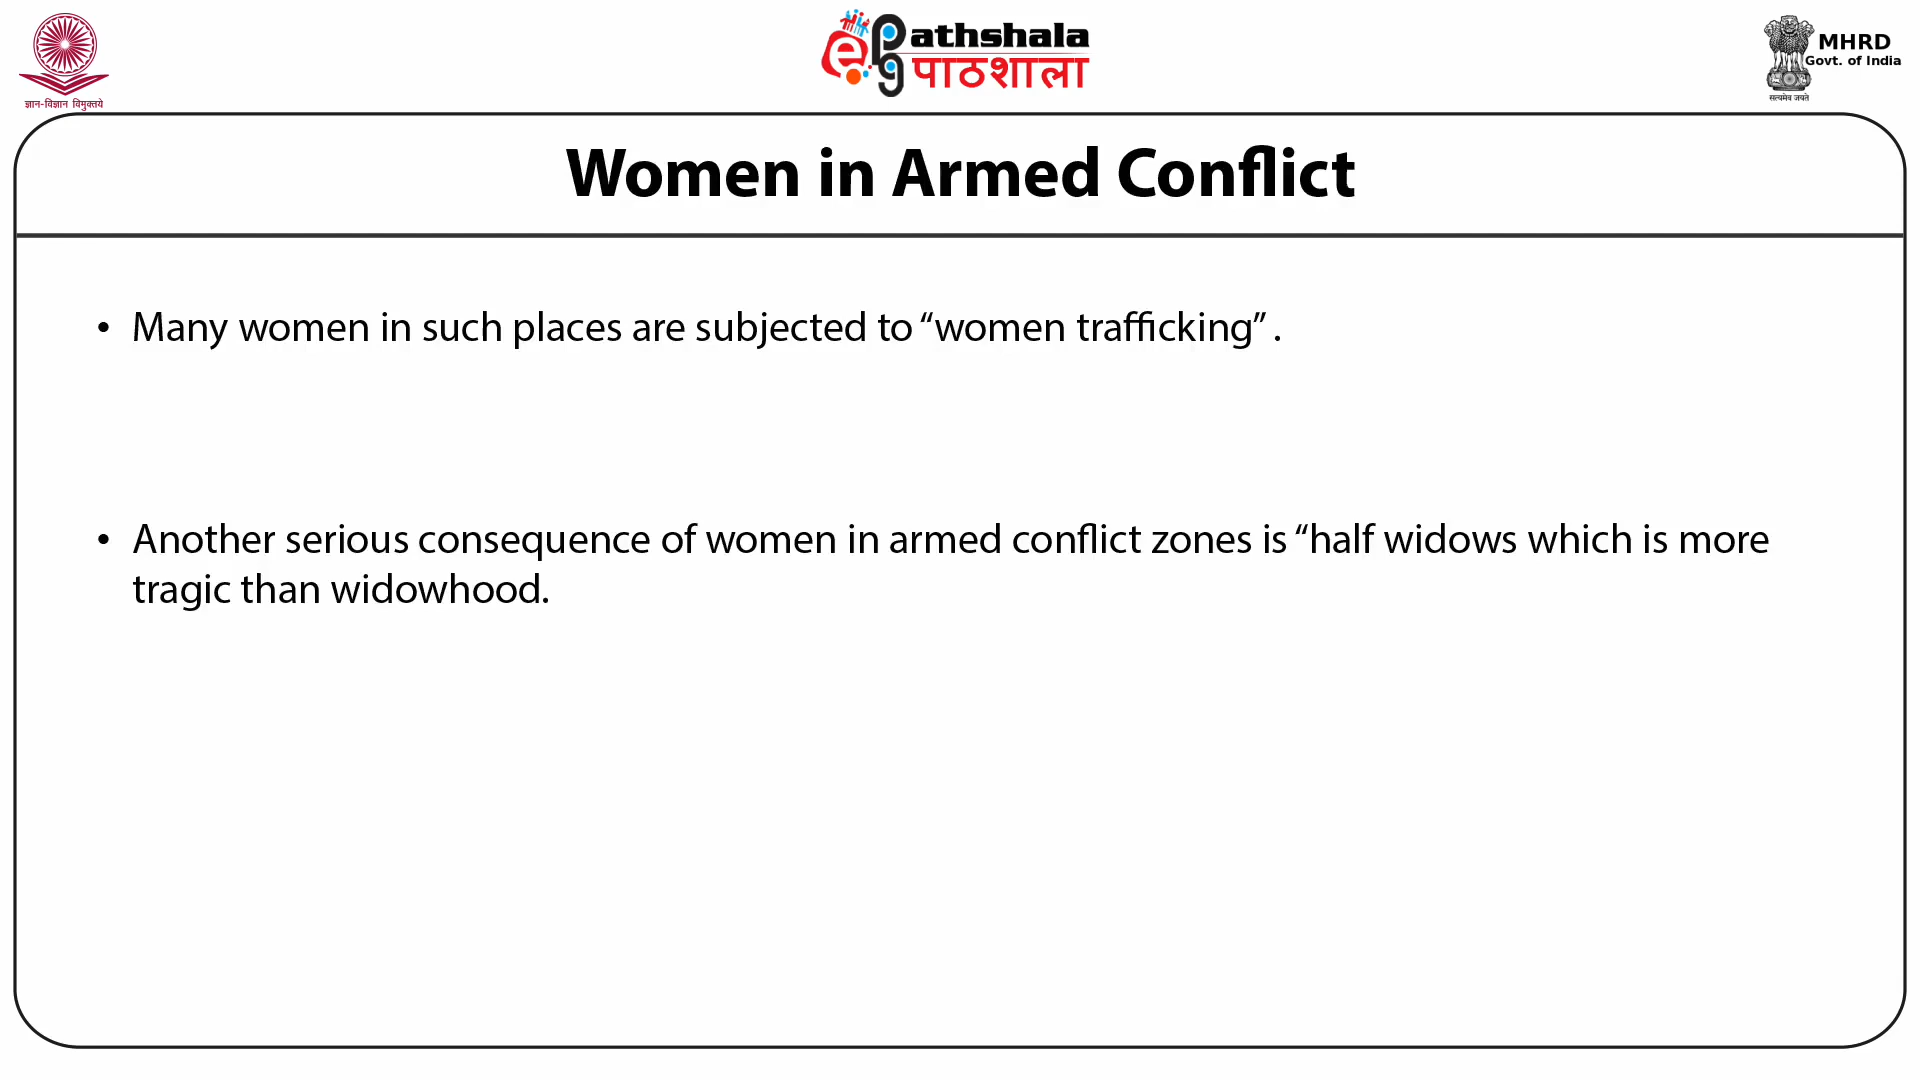 ज्ञान-विज्ञान विमुक्तये
e
pg
athshala
पाठशाला
MHRD
Govt. of India
सत्यमेव जयते
Women in Armed Conflict
• Many women in such places are subjected to “women trafficking” .
• Another serious consequence of women in armed conflict zones is “half widows which is more
tragic than widowhood.